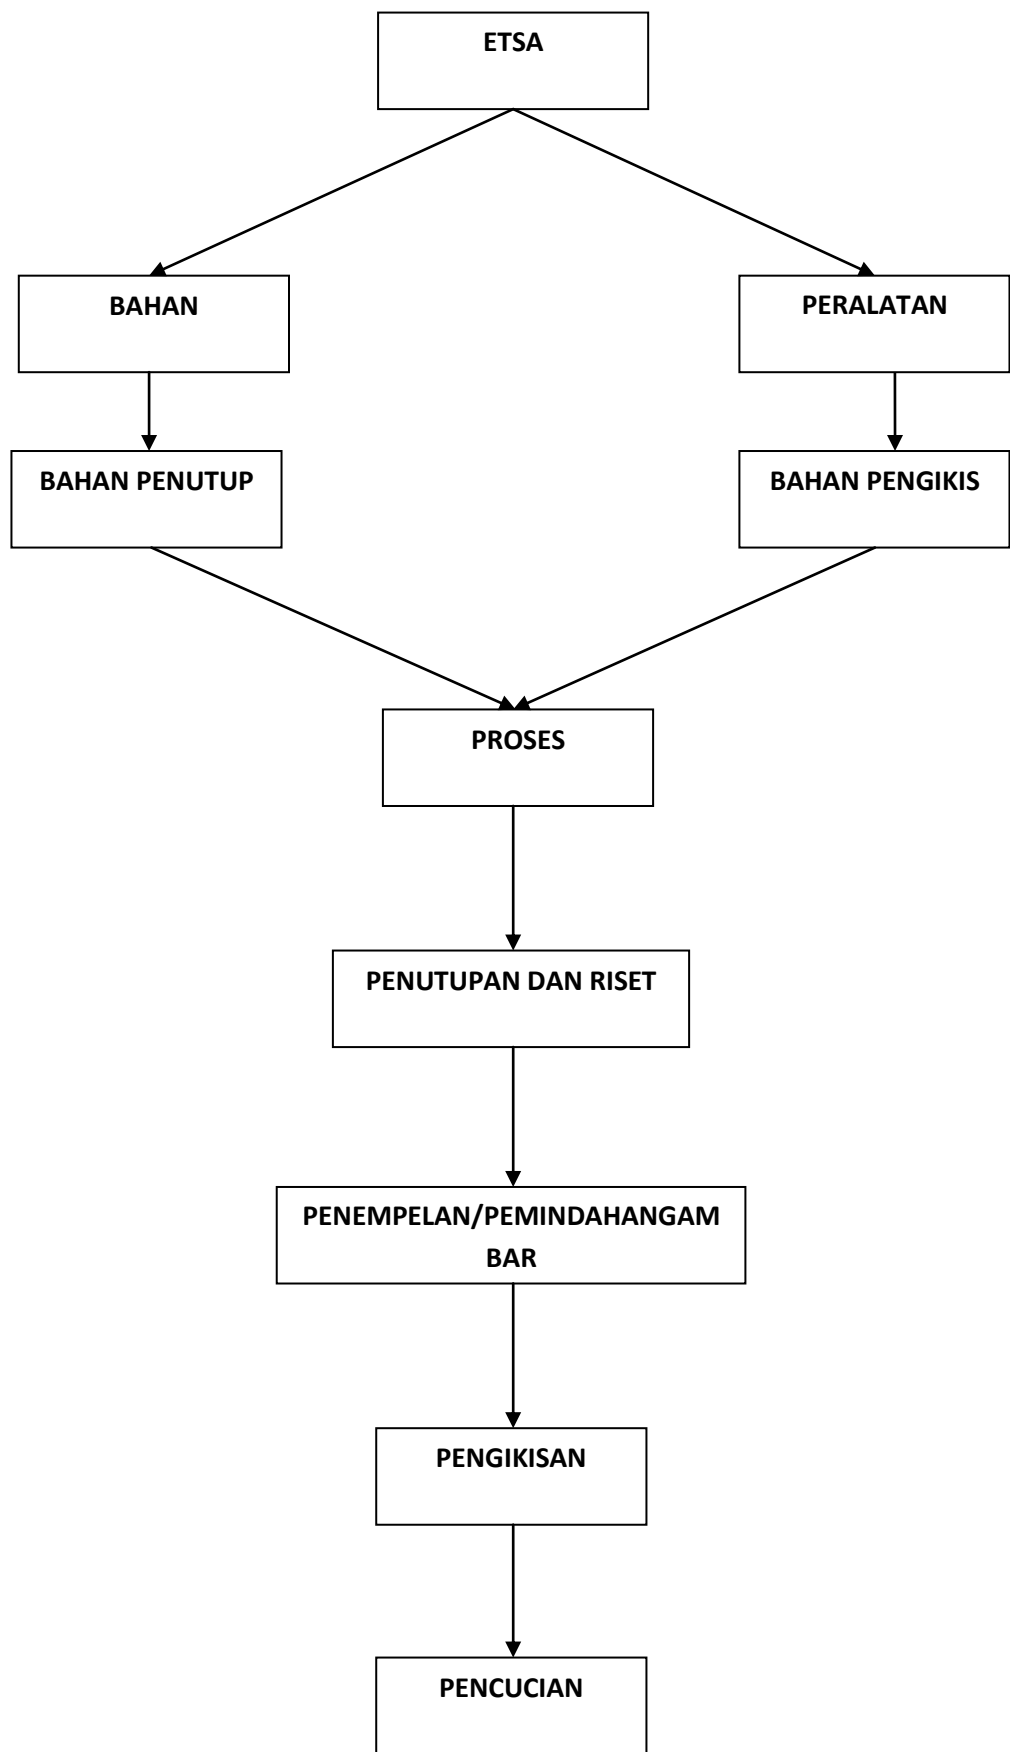 ETSA
BAHAN
PERALATAN
BAHAN PENUTUP
BAHAN PENGIKIS
PROSES
PENUTUPAN DAN RISET
PENEMPELAN/PEMINDAHANGAM
BAR
PENGIKISAN
PENCUCIAN